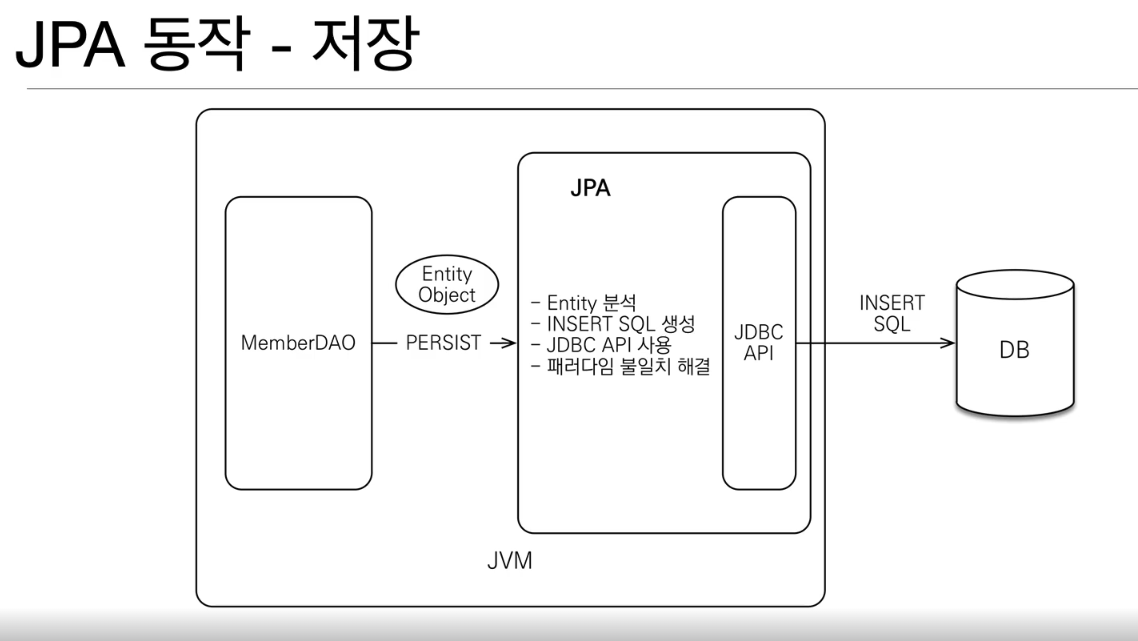 JPA 동작 - 저장
JPA
Entity
Object
MemberDAO
PERSIST
- Entity 분석
- INSERT SQL 생성
- JDBC API 사용
- 패러다임 불일치 해결
JDBC
API
INSERT
SQL
DB
JVM